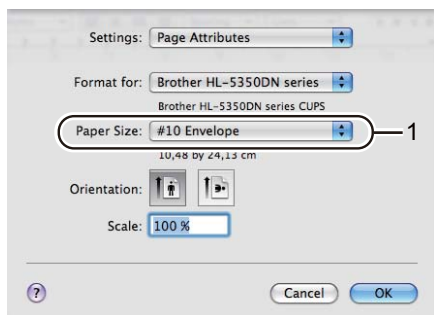 Settings: Page Attributes
Format for: Brother HL-5350DN series
Brother HL-5350DN series CUPS
Paper Size: #10 Envelope 1
10,48 by 24,13 cm
Orientation:
Scale: 100 %
? Cancel OK